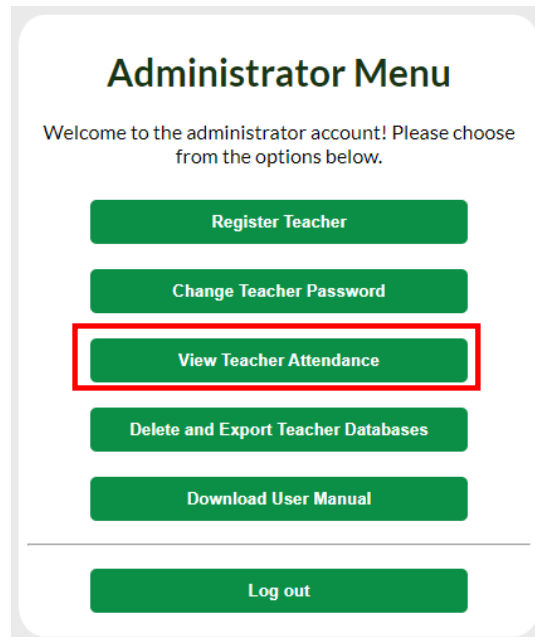 Administrator Menu
Welcome to the administrator account! Please choose
from the options below.
Register Teacher
Change Teacher Password
View Teacher Attendance
Delete and Export Teacher Databases
Download User Manual
Log out